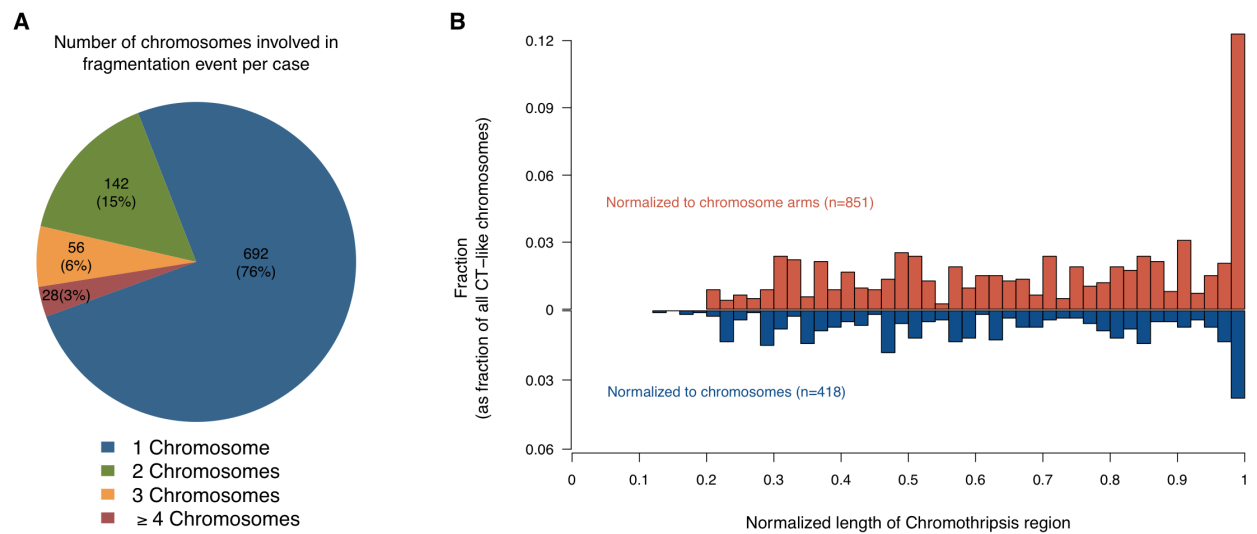 A
Number of chromosomes involved in
fragmentation event per case
142
(15%)
56
(6%)
28(3%)
692
(76%)
1 Chromosome
2 Chromosomes
3 Chromosomes
≥ 4 Chromosomes
B
Fraction
(as fraction of all CT−like chromosomes)
0.12
0.09
0.06
0.03
0
0.03
0.06
Normalized to chromosome arms (n=851)
Normalized to chromosomes (n=418)
0 0.1 0.2 0.3 0.4 0.5 0.6 0.7 0.8 0.9 1
Normalized length of Chromothripsis region